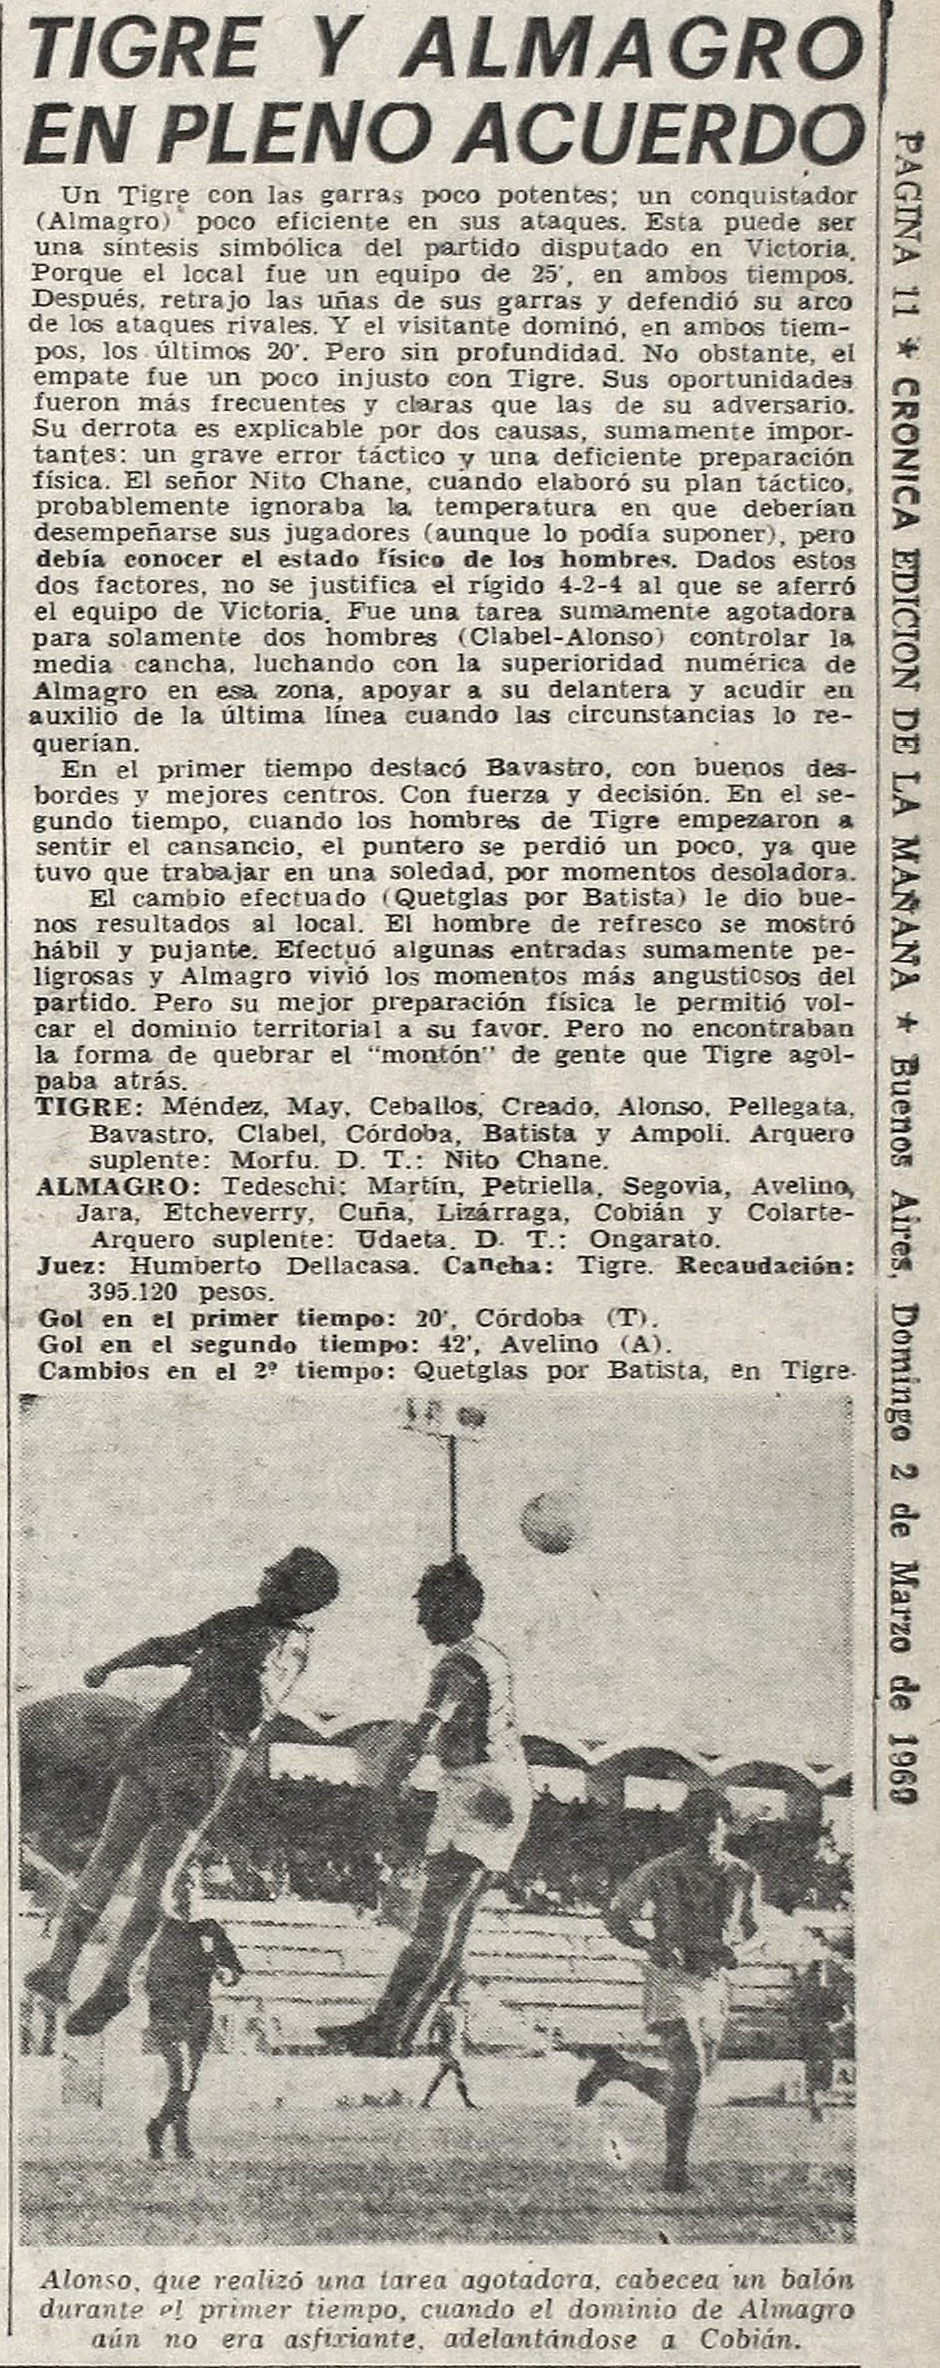 TIGRE Y ALMAGRO
EN PLENO ACUERDO
Un Tigre con las garras poco potentes; un conquistador
(Almagro) poco eficiente en sus ataques. Esta puede ser
una síntesis simbólica del partido disputado en Victoria.
Porque el local fue un equipo de 25', en ambos tiempos.
Después, retrajo las uñas de sus garras y defendió su arco
de los ataques rivales. Y el visitante dominó, en ambos tiem-
pos, los últimos 20'. Pero sin profundidad. No obstante, el
empate fue un poco injusto con Tigre. Sus oportunidades
fueron más frecuentes y claras que las de su adversario.
Su derrota es explicable por dos causas, sumamente impor-
tantes: un grave error táctico y una deficiente preparación
física. El señor Nito Chane, cuando elaboró su plan táctico,
probablemente ignoraba la temperatura en que deberían
desempeñarse sus jugadores (aunque lo podía suponer), pero
debía conocer el estado físico de los hombres. Dados estos
dos factores, no se justifica el rígido 4-2-4 al que se aferró
el equipo de Victoria. Fue una tarea sumamente agotadora
para solamente dos hombres (Clabel-Alonso) controlar la
media cancha, luchando con la superioridad numérica de
Almagro en esa zona, apoyar a su delantera y acudir en
auxilio de la última línea cuando las circunstancias lo re-
querían.
En el primer tiempo destacó Bavastro, con buenos des-
bordes y mejores centros. Con fuerza y decisión. En el se-
gundo tiempo, cuando los hombres de Tigre empezaron a
sentir el cansancio, el puntero se perdió un poco, ya que
tuvo que trabajar en una soledad, por momentos desoladora.
El cambio efectuado (Quetglas por Batista) le dio bue-
nos resultados al local. El hombre de refresco se mostró
hábil y pujante. Efectuó algunas entradas sumamente pe-
ligrosas y Almagro vivió los momentos más angustiosos del
partido. Pero su mejor preparación física le permitió vol-
car el dominio territorial a su favor. Pero no encontraban
la forma de quebrar el "montón" de gente que Tigre agol-
paba atrás.
TIGRE: Méndez, May, Ceballos, Creado, Alonso, Pellegata,
Bavastro, Clabel, Córdoba, Batista y Ampoli. Arquero
suplente: Morfu. D. T.: Nito Chane.
ALMAGRO: Tedeschi; Martín, Petriella, Segovia, Avelino,
Jara, Etcheverry, Cuña, Lizárraga, Cobián y Colarte-
Arquero suplente: Udaeta. D. T.: Ongarato.
Juez: Humberto Dellacasa. Cancha: Tigre. Recaudación:
395.120 pesos.
Gol en el primer tiempo: 20', Córdoba (T).
Gol en el segundo tiempo: 42', Avelino (A).
Cambios en el 2º tiempo: Quetglas por Batista, en Tigre.
Alonso, que realizó una tarea agotadora, cabecea un balón
durante el primer tiempo, cuando el dominio de Almagro
aún no era asfixiante, adelantándose a Cobián.
PAGINA 11 ★ CRONICA EDICION DE LA MAÑANA ★ Buenos Aires, Domingo 2 de Marzo de 1969